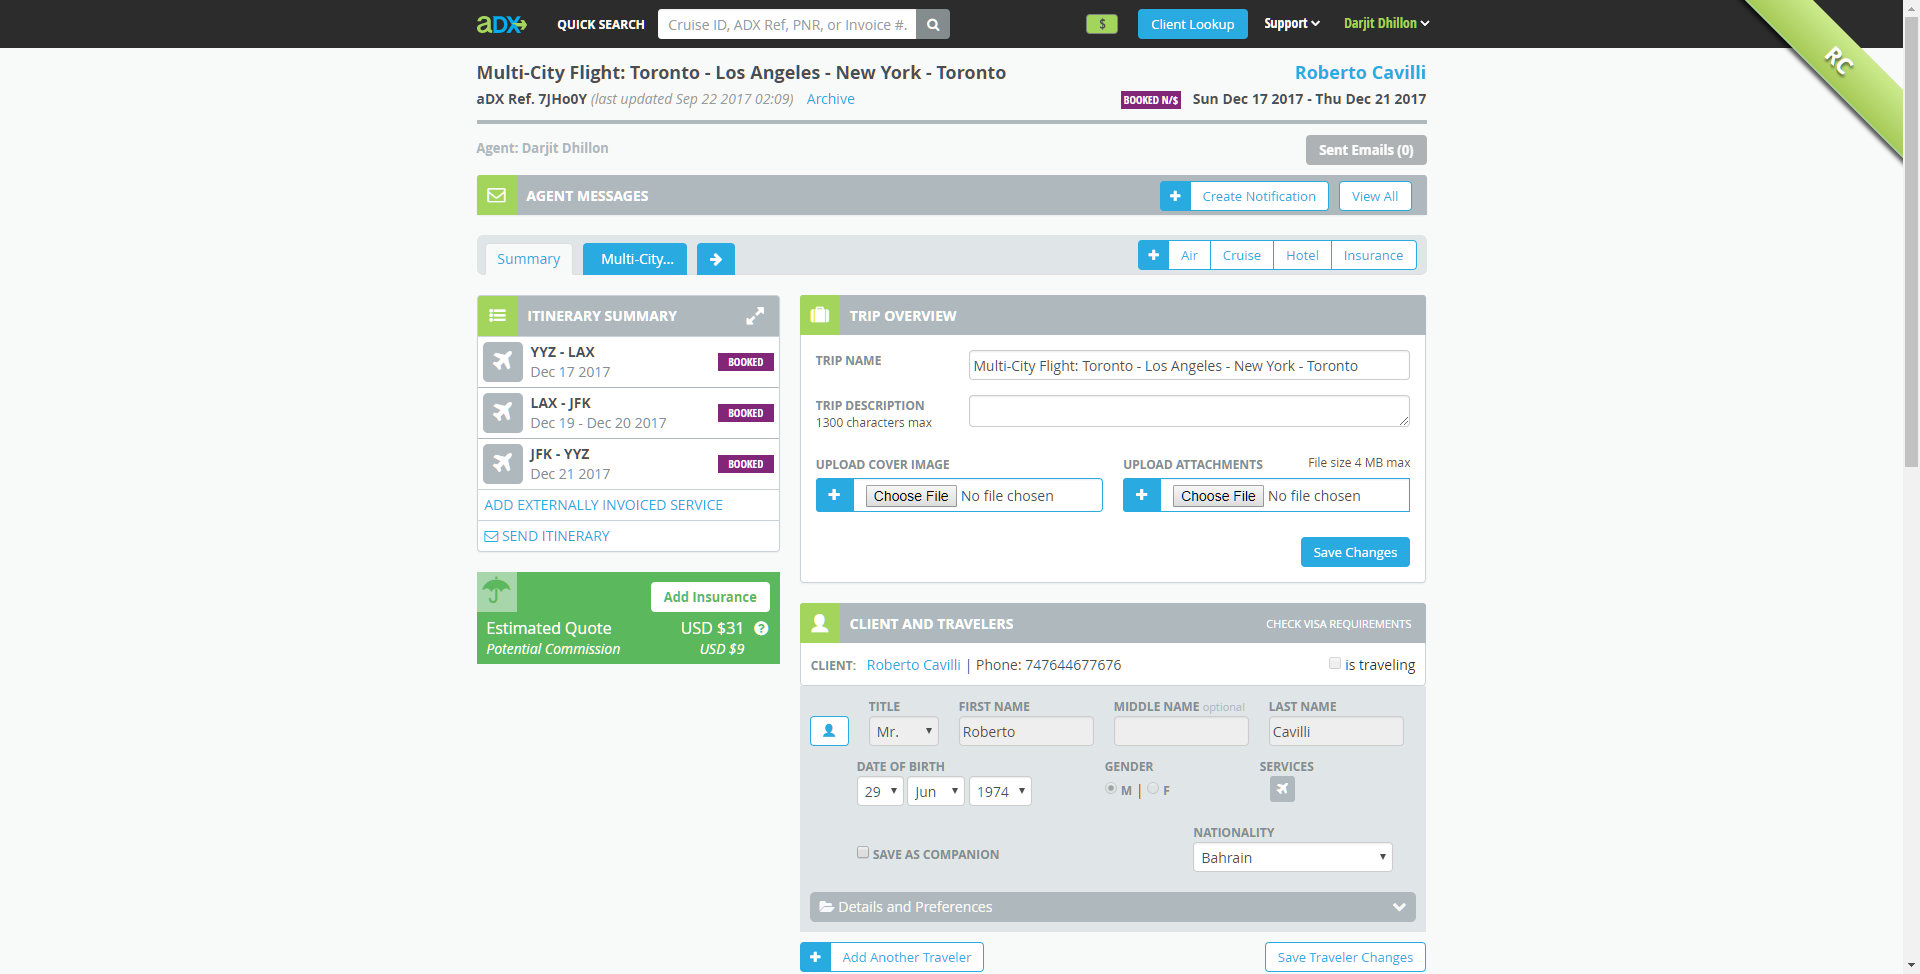 aDX QUICK SEARCH Cruise ID, ADX Ref, PNR, or Invoice #. $ Client Lookup Support Darjit Dhillon
RC
Multi-City Flight: Toronto - Los Angeles - New York - Toronto Roberto Cavilli
aDX Ref. 7JHo0Y (last updated Sep 22 2017 02:09) Archive BOOKED N/$ Sun Dec 17 2017 - Thu Dec 21 2017
Agent: Darjit Dhillon Sent Emails (0)
AGENT MESSAGES + Create Notification View All
Summary Multi-City... + Air Cruise Hotel Insurance
ITINERARY SUMMARY
YYZ - LAX
Dec 17 2017 BOOKED
LAX - JFK
Dec 19 - Dec 20 2017 BOOKED
JFK - YYZ
Dec 21 2017 BOOKED
ADD EXTERNALLY INVOICED SERVICE
SEND ITINERARY
Add Insurance
Estimated Quote USD $31 ?
Potential Commission USD $9
TRIP OVERVIEW
TRIP NAME Multi-City Flight: Toronto - Los Angeles - New York - Toronto
TRIP DESCRIPTION
1300 characters max
UPLOAD COVER IMAGE UPLOAD ATTACHMENTS File size 4 MB max
+ Choose File No file chosen + Choose File No file chosen
Save Changes
CLIENT AND TRAVELERS CHECK VISA REQUIREMENTS
CLIENT: Roberto Cavilli | Phone: 747644677676 is traveling
TITLE FIRST NAME MIDDLE NAME optional LAST NAME
Mr. Roberto Cavilli
DATE OF BIRTH GENDER SERVICES
29 Jun 1974 M | F
NATIONALITY
SAVE AS COMPANION Bahrain
Details and Preferences
+ Add Another Traveler Save Traveler Changes